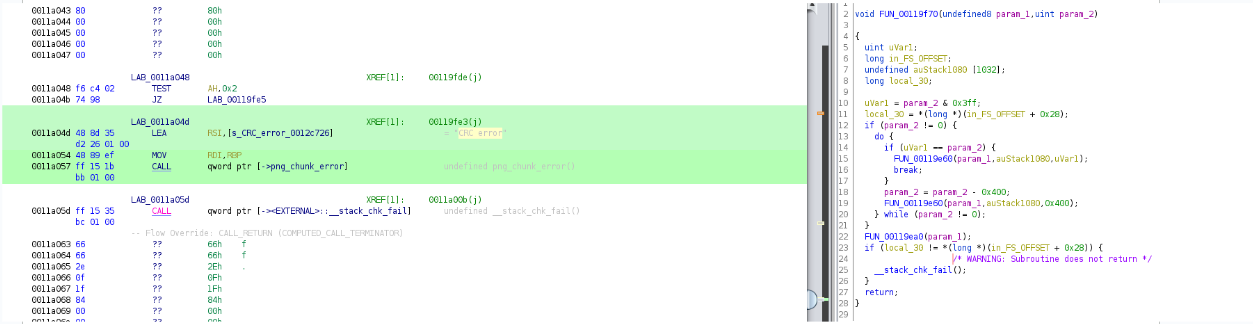 0011a043 80 ?? 80h
0011a044 00 ?? 00h
0011a045 00 ?? 00h
0011a046 00 ?? 00h
0011a047 00 ?? 00h
LAB_0011a048 XREF[1]: 00119fde(j)
0011a048 f6 c4 02 TEST AH,0x2
0011a04b 74 98 JZ LAB_00119fe5
LAB_0011a04d XREF[1]: 00119fe3(j)
0011a04d 48 8d 35 LEA RSI,[s_CRC_error_0012c726] = "CRC error"
d2 26 01 00
0011a054 48 89 ef MOV RDI,RBP
0011a057 ff 15 1b CALL qword ptr [->png_chunk_error] undefined png_chunk_error()
bb 01 00
LAB_0011a05d XREF[1]: 0011a00b(j)
0011a05d ff 15 35 CALL qword ptr [-><EXTERNAL>::__stack_chk_fail] undefined __stack_chk_fail()
bc 01 00
-- Flow Override: CALL_RETURN (COMPUTED_CALL_TERMINATOR)
0011a063 66 ?? 66h f
0011a064 66 ?? 66h f
0011a065 2e ?? 2Eh .
0011a066 0f ?? 0Fh
0011a067 1f ?? 1Fh
0011a068 84 ?? 84h
0011a069 00 ?? 00h
2 void FUN_00119f70(undefined8 param_1,uint param_2)
3
4 {
5 uint uVar1;
6 long in_FS_OFFSET;
7 undefined auStack1080 [1032];
8 long local_30;
9
10 uVar1 = param_2 & 0x3ff;
11 local_30 = *(long *)(in_FS_OFFSET + 0x28);
12 if (param_2 != 0) {
13 do {
14 if (uVar1 == param_2) {
15 FUN_00119e60(param_1,auStack1080,uVar1);
16 break;
17 }
18 param_2 = param_2 - 0x400;
19 FUN_00119e60(param_1,auStack1080,0x400);
20 } while (param_2 != 0);
21 }
22 FUN_00119ea0(param_1);
23 if (local_30 != *(long *)(in_FS_OFFSET + 0x28)) {
24 /* WARNING: Subroutine does not return */
25 __stack_chk_fail();
26 }
27 return;
28 }
29